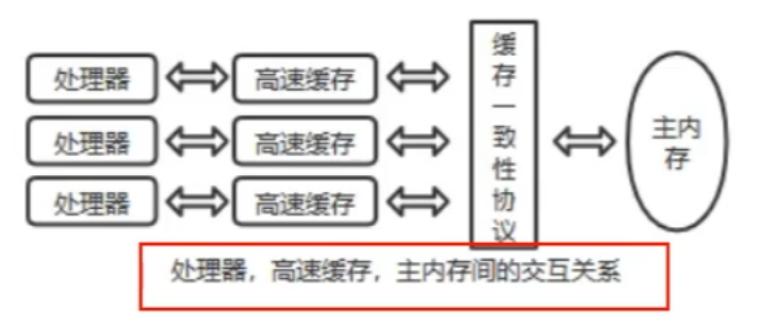 处理器
高速缓存
处理器
高速缓存
处理器
高速缓存
缓存一致性协议
主内存
处理器，高速缓存，主内存间的交互关系